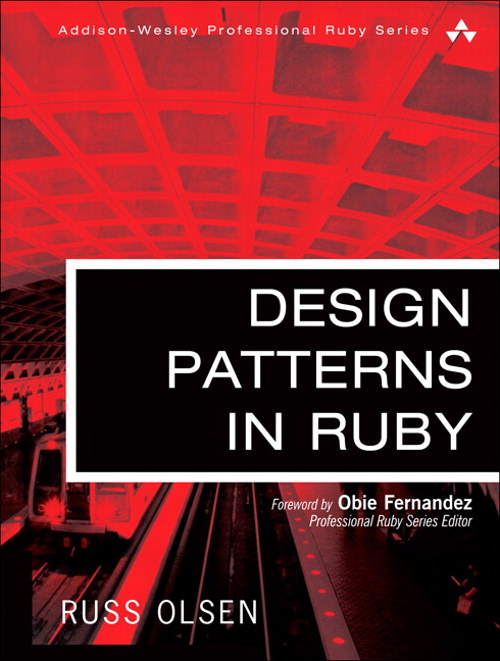 Addison-Wesley Professional Ruby Series
DESIGN
PATTERNS
IN RUBY
Foreword by Obie Fernandez
Professional Ruby Series Editor
RUSS OLSEN